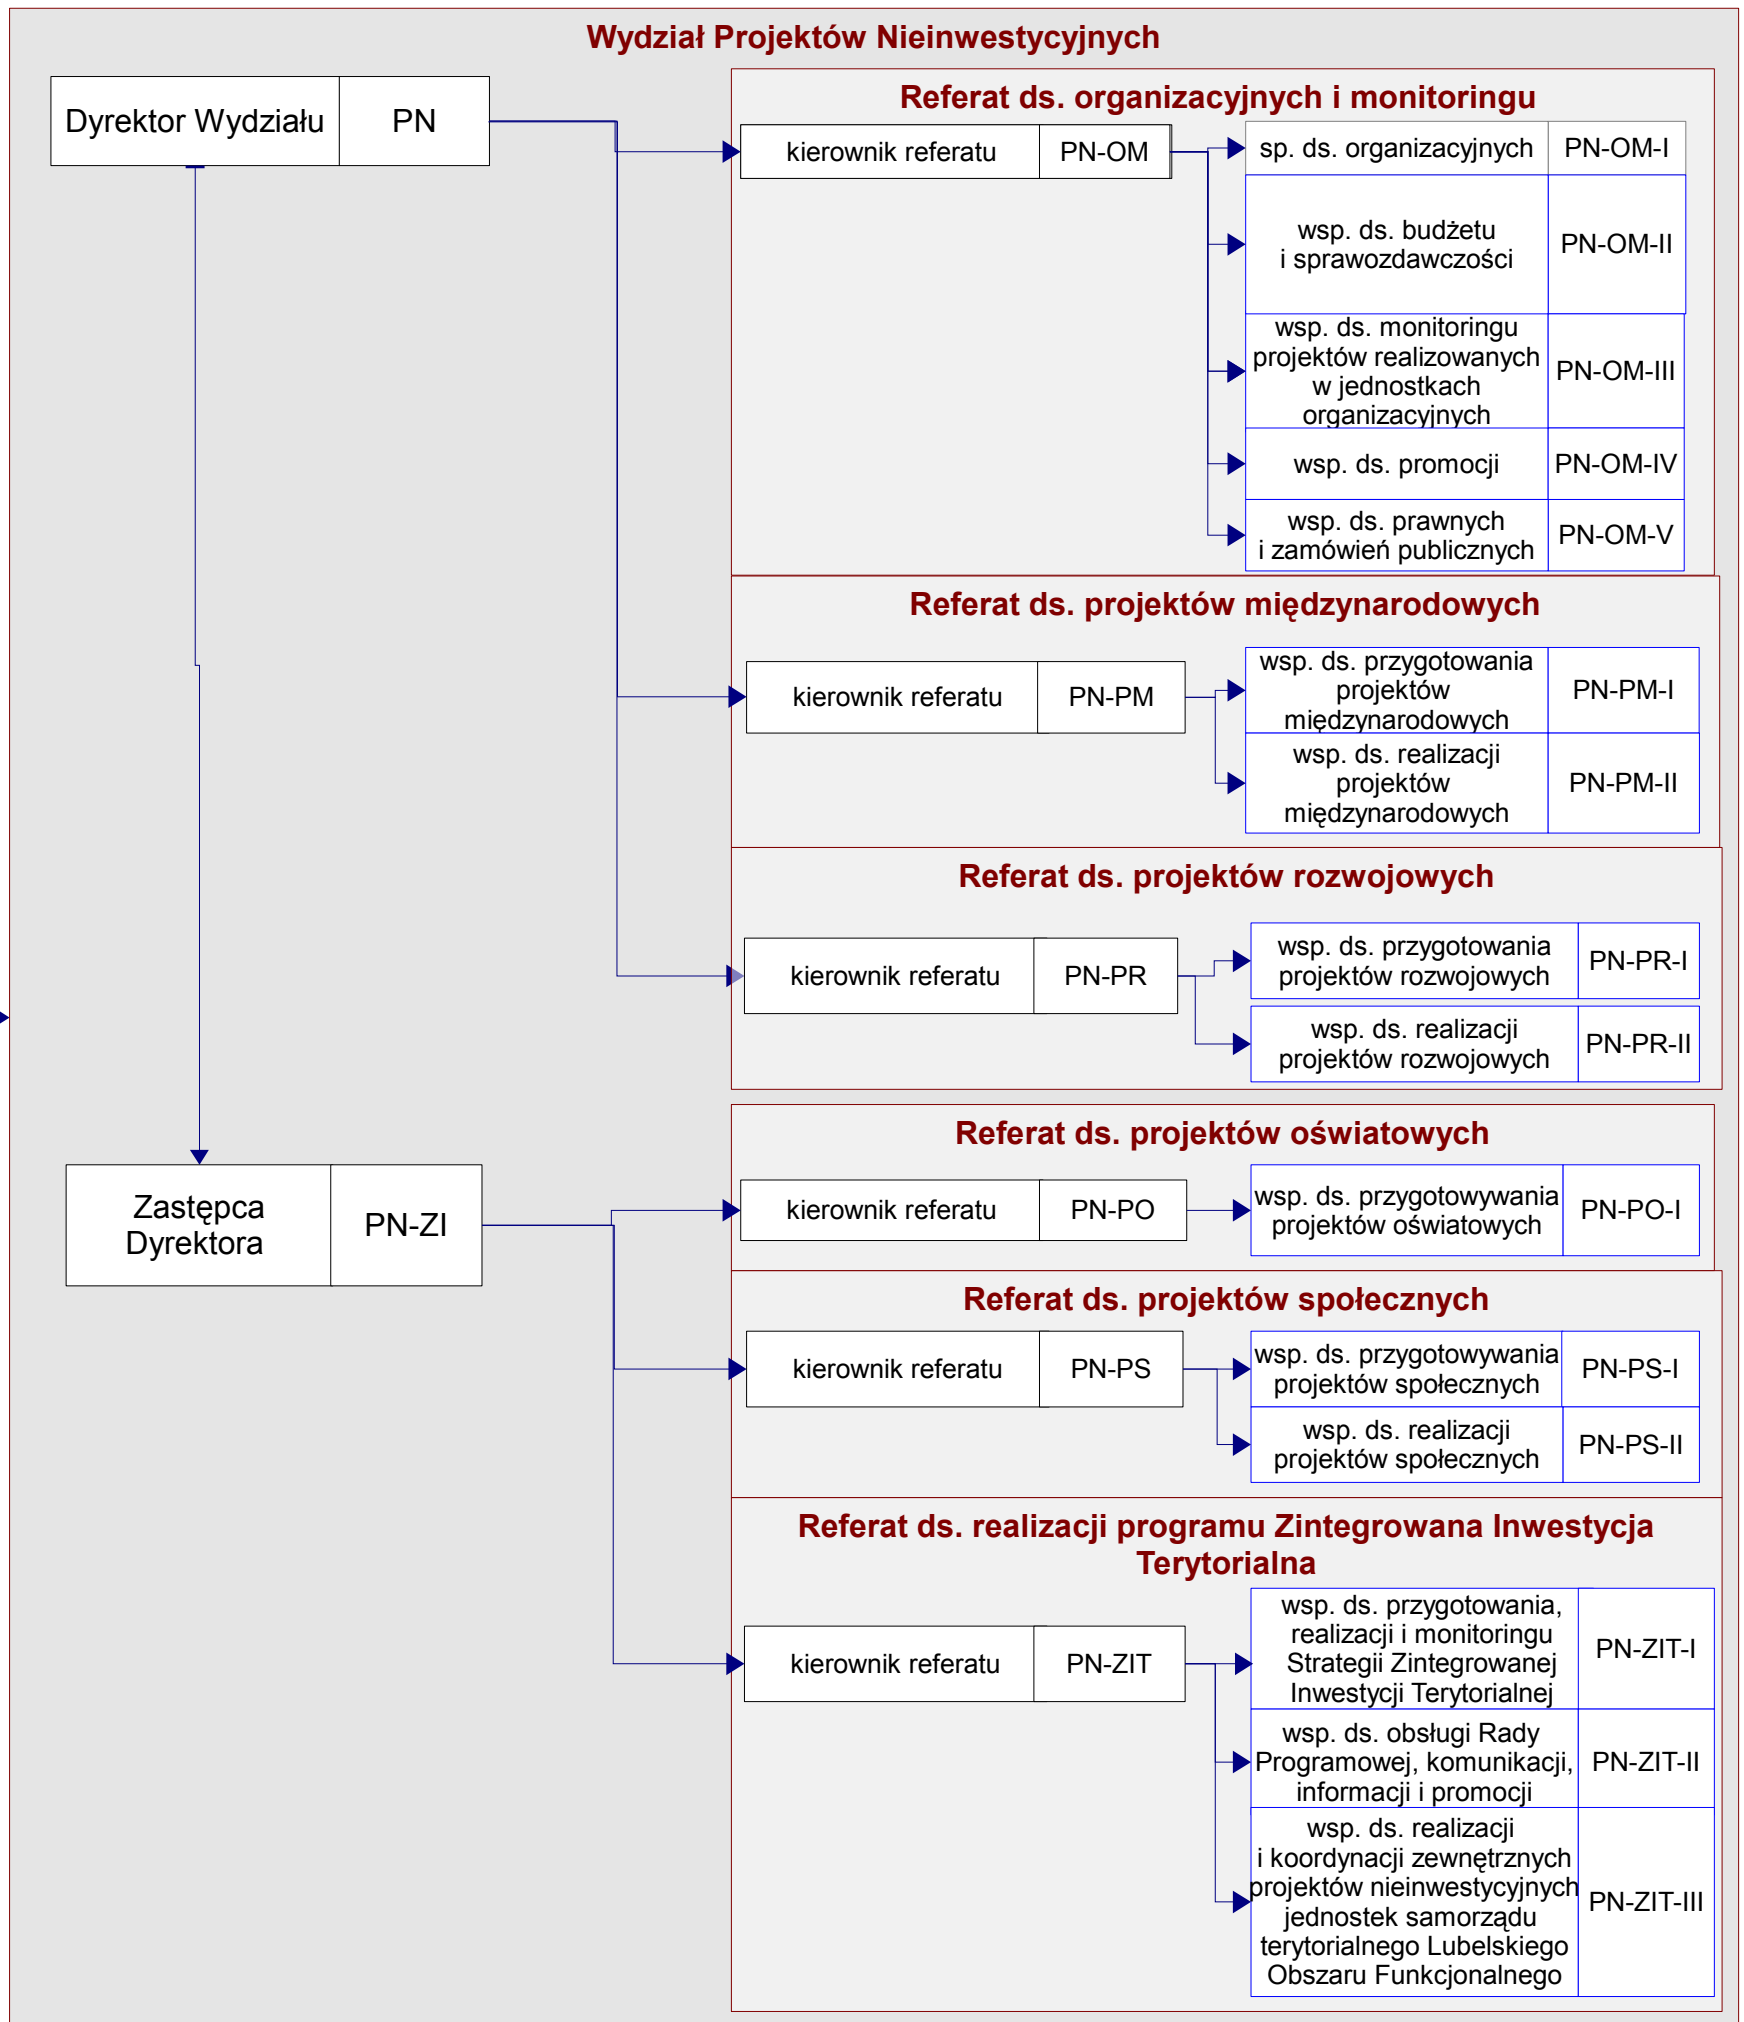 Wydział Projektów Nieinwestycyjnych
Dyrektor Wydziału
PN
Referat ds. organizacyjnych i monitoringu
kierownik referatu
PN-OM
sp. ds. organizacyjnych
PN-OM-I
wsp. ds. budżetu
i sprawozdawczości
PN-OM-II
wsp. ds. monitoringu
projektów realizowanych
w jednostkach
organizacyjnych
PN-OM-III
wsp. ds. promocji
PN-OM-IV
wsp. ds. prawnych
i zamówień publicznych
PN-OM-V
Referat ds. projektów międzynarodowych
kierownik referatu
PN-PM
wsp. ds. przygotowania
projektów
międzynarodowych
PN-PM-I
wsp. ds. realizacji
projektów
międzynarodowych
PN-PM-II
Referat ds. projektów rozwojowych
kierownik referatu
PN-PR
wsp. ds. przygotowania
projektów rozwojowych
PN-PR-I
wsp. ds. realizacji
projektów rozwojowych
PN-PR-II
Zastępca
Dyrektora
PN-ZI
Referat ds. projektów oświatowych
kierownik referatu
PN-PO
wsp. ds. przygotowywania
projektów oświatowych
PN-PO-I
Referat ds. projektów społecznych
kierownik referatu
PN-PS
wsp. ds. przygotowywania
projektów społecznych
PN-PS-I
wsp. ds. realizacji
projektów społecznych
PN-PS-II
Referat ds. realizacji programu Zintegrowana Inwestycja
Terytorialna
kierownik referatu
PN-ZIT
wsp. ds. przygotowania,
realizacji i monitoringu
Strategii Zintegrowanej
Inwestycji Terytorialnej
PN-ZIT-I
wsp. ds. obsługi Rady
Programowej, komunikacji,
informacji i promocji
PN-ZIT-II
wsp. ds. realizacji
i koordynacji zewnętrznych
projektów nieinwestycyjnych
jednostek samorządu
terytorialnego Lubelskiego
Obszaru Funkcjonalnego
PN-ZIT-III